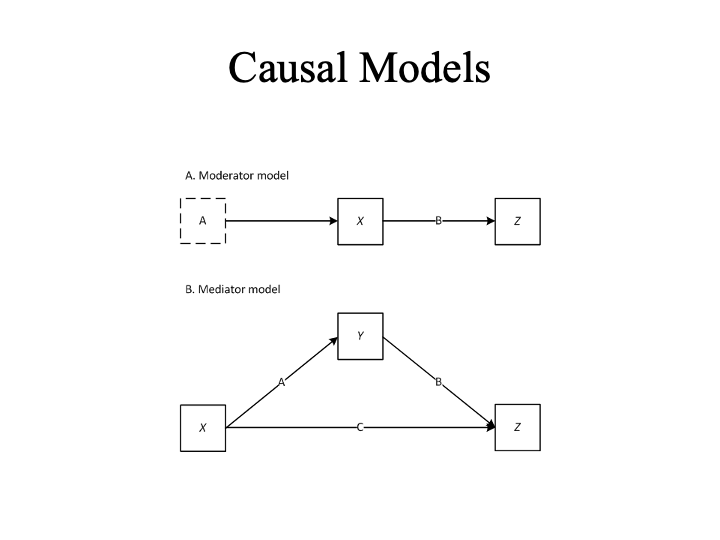 Causal Models
A. Moderator model
A X B Z
B. Mediator model
Y
A B
X C Z